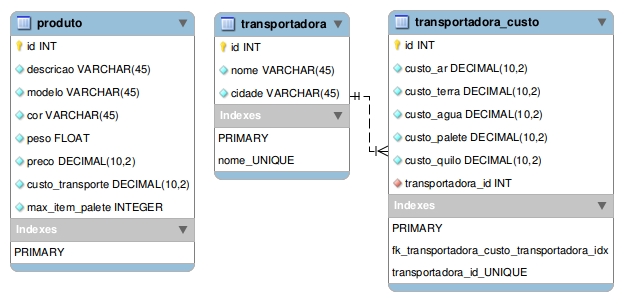 produto
id INT
descricao VARCHAR(45)
modelo VARCHAR(45)
cor VARCHAR(45)
peso FLOAT
preco DECIMAL(10,2)
custo_transporte DECIMAL(10,2)
max_item_palete INTEGER
Indexes
PRIMARY
transportadora
id INT
nome VARCHAR(45)
cidade VARCHAR(45)
Indexes
PRIMARY
nome_UNIQUE
transportadora_custo
id INT
custo_ar DECIMAL(10,2)
custo_terra DECIMAL(10,2)
custo_agua DECIMAL(10,2)
custo_palete DECIMAL(10,2)
custo_quilo DECIMAL(10,2)
transportadora_id INT
Indexes
PRIMARY
fk_transportadora_custo_transportadora_idx
transportadora_id_UNIQUE